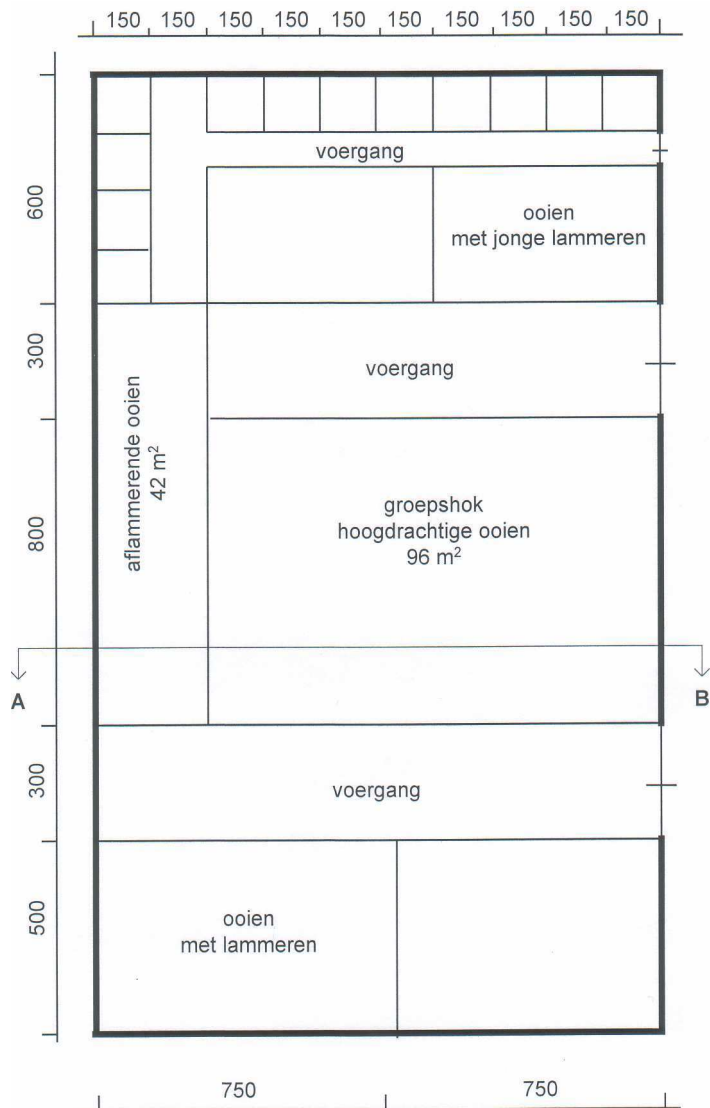 150 150 150 150 150 150 150 150 150 150
voergang
600
ooien
met jonge lammeren
300
voergang
aflammerende ooien
42 m²
800
groepshok
hoogdrachtige ooien
96 m²
A
B
300
voergang
500
ooien
met lammeren
750
750